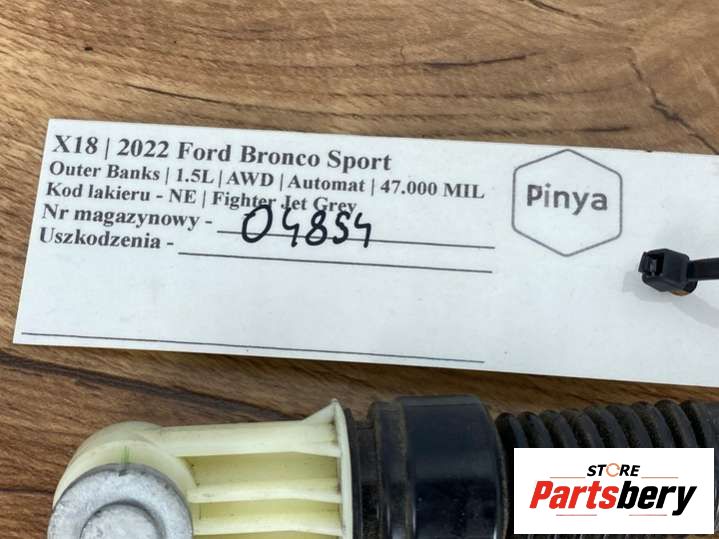 X18 | 2022 Ford Bronco Sport
Outer Banks | 1.5L | AWD | Automat | 47.000 MIL
Kod lakieru - NE | Fighter Jet Grey
Nr magazynowy - 04854
Uszkodzenia -
Pinya
STORE
Partsbery